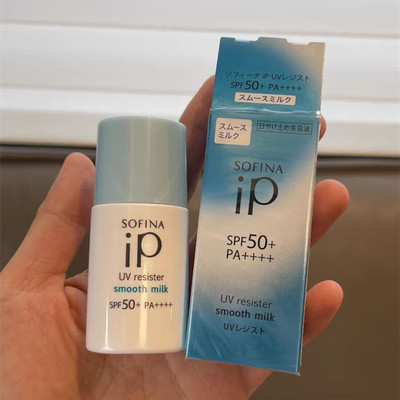 SOFINA
iP
UV resister
smooth milk
SPF50+ PA++++
ソフィーナ iP UVレジスト
SPF50+ PA++++
スムースミルク
スムース
ミルク
日やけ止め美容液
SOFINA
iP
SPF50+
PA++++
UV resister
smooth milk
UVレジスト